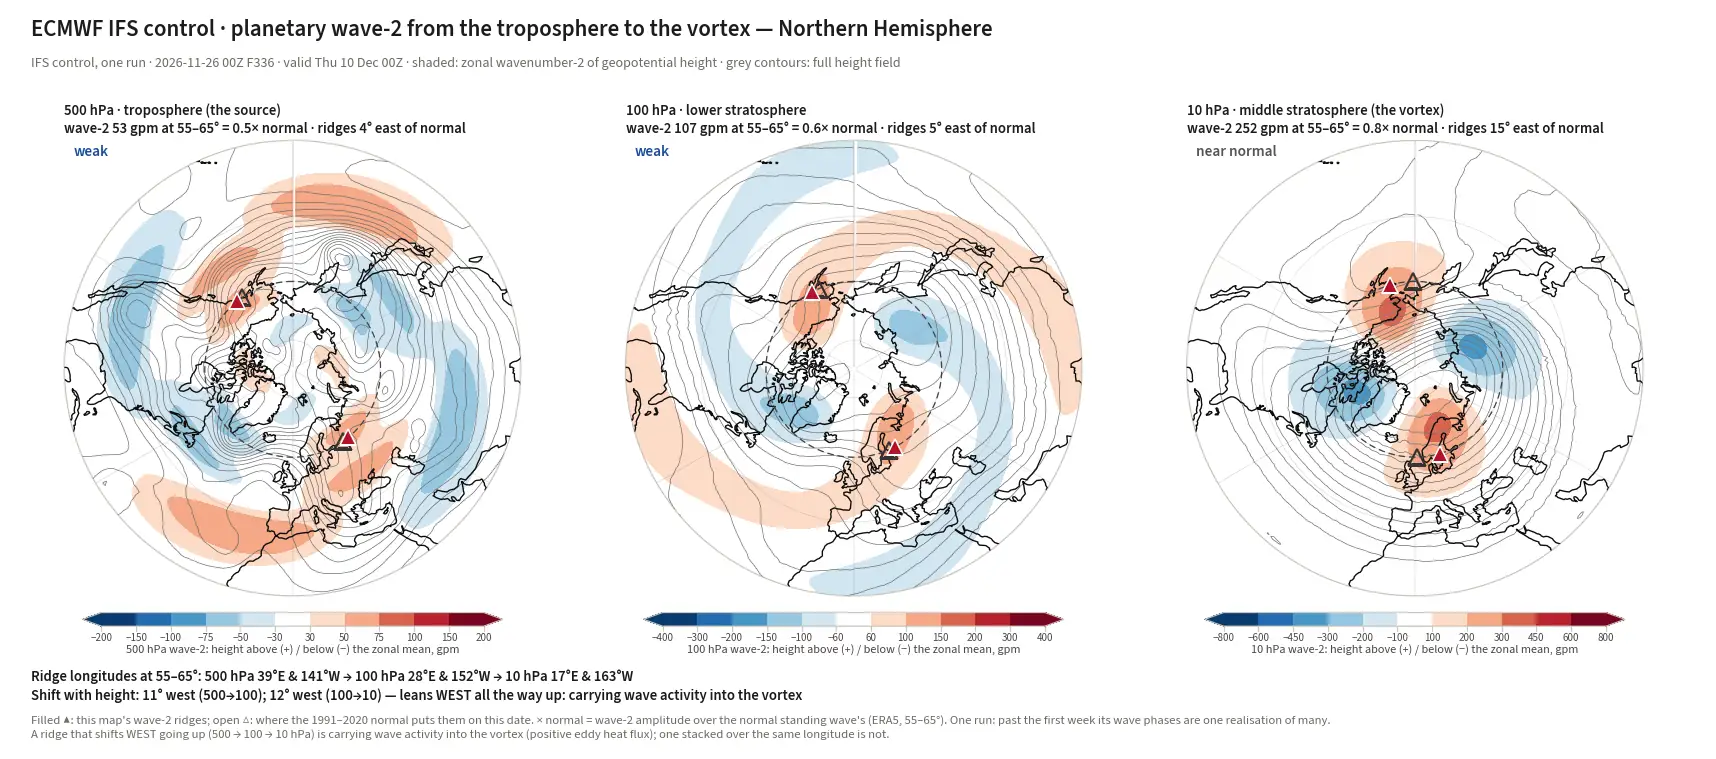 ECMWF IFS control · planetary wave-2 from the troposphere to the vortex — Northern Hemisphere
IFS control, one run · 2026-11-26 00Z F336 · valid Thu 10 Dec 00Z · shaded: zonal wavenumber-2 of geopotential height · grey contours: full height field
500 hPa · troposphere (the source)
wave-2 53 gpm at 55–65° = 0.5× normal · ridges 4° east of normal
weak
100 hPa · lower stratosphere
wave-2 107 gpm at 55–65° = 0.6× normal · ridges 5° east of normal
weak
10 hPa · middle stratosphere (the vortex)
wave-2 252 gpm at 55–65° = 0.8× normal · ridges 15° east of normal
near normal
−200 −150 −100 −75 −50 −30 30 50 75 100 150 200
500 hPa wave-2: height above (+) / below (−) the zonal mean, gpm
−400 −300 −200 −150 −100 −60 60 100 150 200 300 400
100 hPa wave-2: height above (+) / below (−) the zonal mean, gpm
−800 −600 −450 −300 −200 −100 100 200 300 450 600 800
10 hPa wave-2: height above (+) / below (−) the zonal mean, gpm
Ridge longitudes at 55–65°: 500 hPa 39°E & 141°W → 100 hPa 28°E & 152°W → 10 hPa 17°E & 163°W
Shift with height: 11° west (500→100); 12° west (100→10) — leans WEST all the way up: carrying wave activity into the vortex
Filled ▲: this map's wave-2 ridges; open △: where the 1991–2020 normal puts them on this date. × normal = wave-2 amplitude over the normal standing wave's (ERA5, 55–65°). One run: past the first week its wave phases are one realisation of many.
A ridge that shifts WEST going up (500 → 100 → 10 hPa) is carrying wave activity into the vortex (positive eddy heat flux); one stacked over the same longitude is not.